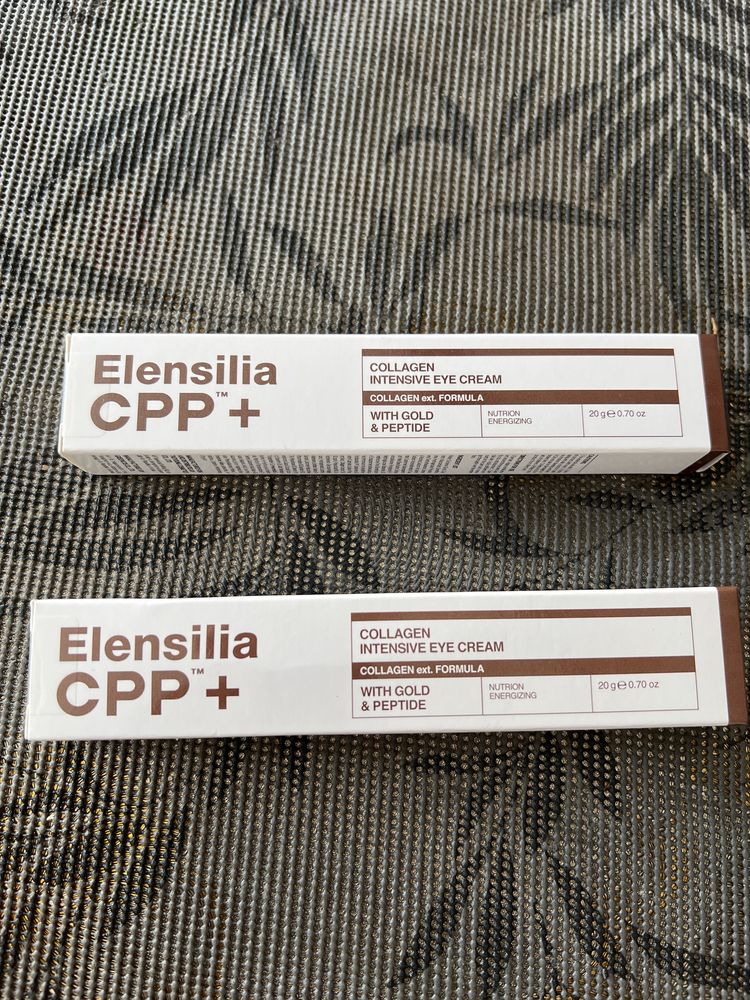 Elensilia
CPP™+
COLLAGEN
INTENSIVE EYE CREAM
COLLAGEN ext. FORMULA
WITH GOLD
& PEPTIDE
NUTRION
ENERGIZING
20 g℮0.70 oz
Elensilia
CPP™+
COLLAGEN
INTENSIVE EYE CREAM
COLLAGEN ext. FORMULA
WITH GOLD
& PEPTIDE
NUTRION
ENERGIZING
20 g℮0.70 oz